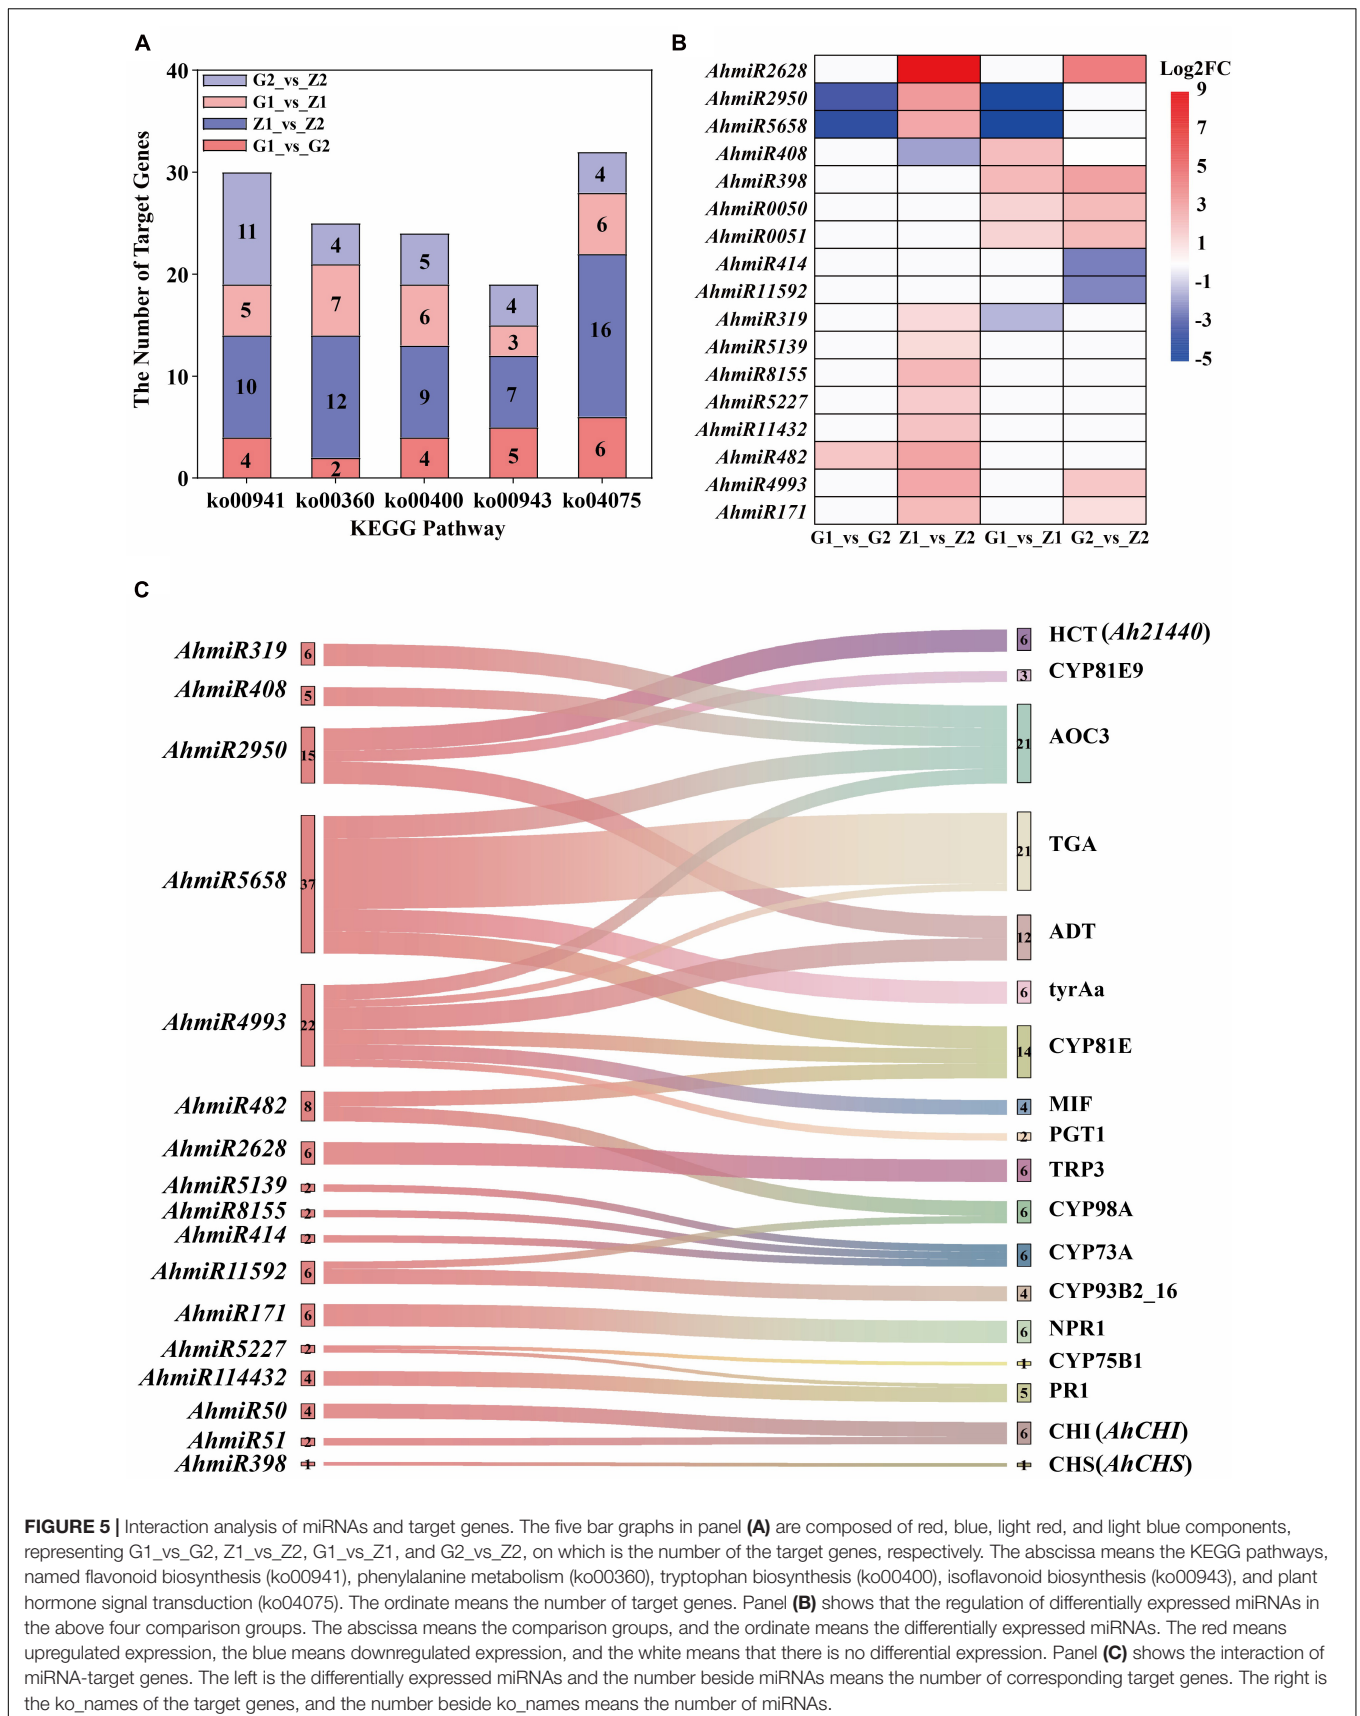 A
40
30
20
10
0
The Number of Target Genes
G2_vs_Z2
G1_vs_Z1
Z1_vs_Z2
G1_vs_G2
11
5
10
4
4
7
12
2
5
6
9
4
4
3
7
5
4
6
16
6
ko00941 ko00360 ko00400 ko00943 ko04075
KEGG Pathway
B
AhmiR2628
AhmiR2950
AhmiR5658
AhmiR408
AhmiR398
AhmiR0050
AhmiR0051
AhmiR414
AhmiR11592
AhmiR319
AhmiR5139
AhmiR8155
AhmiR5227
AhmiR11432
AhmiR482
AhmiR4993
AhmiR171
G1_vs_G2 Z1_vs_Z2 G1_vs_Z1 G2_vs_Z2
Log2FC
9
7
5
3
1
-1
-3
-5
C
AhmiR319 6
AhmiR408 5
AhmiR2950 15
AhmiR5658 37
AhmiR4993 22
AhmiR482 8
AhmiR2628 6
AhmiR5139 2
AhmiR8155 2
AhmiR414 2
AhmiR11592 6
AhmiR171 6
AhmiR5227 2
AhmiR114432 4
AhmiR50 4
AhmiR51 2
AhmiR398 1
6 HCT (Ah21440)
3 CYP81E9
21 AOC3
21 TGA
12 ADT
6 tyrAa
14 CYP81E
4 MIF
2 PGT1
6 TRP3
6 CYP98A
6 CYP73A
4 CYP93B2_16
6 NPR1
1 CYP75B1
5 PR1
6 CHI (AhCHI)
1 CHS(AhCHS)
FIGURE 5 | Interaction analysis of miRNAs and target genes. The five bar graphs in panel (A) are composed of red, blue, light red, and light blue components,
representing G1_vs_G2, Z1_vs_Z2, G1_vs_Z1, and G2_vs_Z2, on which is the number of the target genes, respectively. The abscissa means the KEGG pathways,
named flavonoid biosynthesis (ko00941), phenylalanine metabolism (ko00360), tryptophan biosynthesis (ko00400), isoflavonoid biosynthesis (ko00943), and plant
hormone signal transduction (ko04075). The ordinate means the number of target genes. Panel (B) shows that the regulation of differentially expressed miRNAs in
the above four comparison groups. The abscissa means the comparison groups, and the ordinate means the differentially expressed miRNAs. The red means
upregulated expression, the blue means downregulated expression, and the white means that there is no differential expression. Panel (C) shows the interaction of
miRNA-target genes. The left is the differentially expressed miRNAs and the number beside miRNAs means the number of corresponding target genes. The right is
the ko_names of the target genes, and the number beside ko_names means the number of miRNAs.